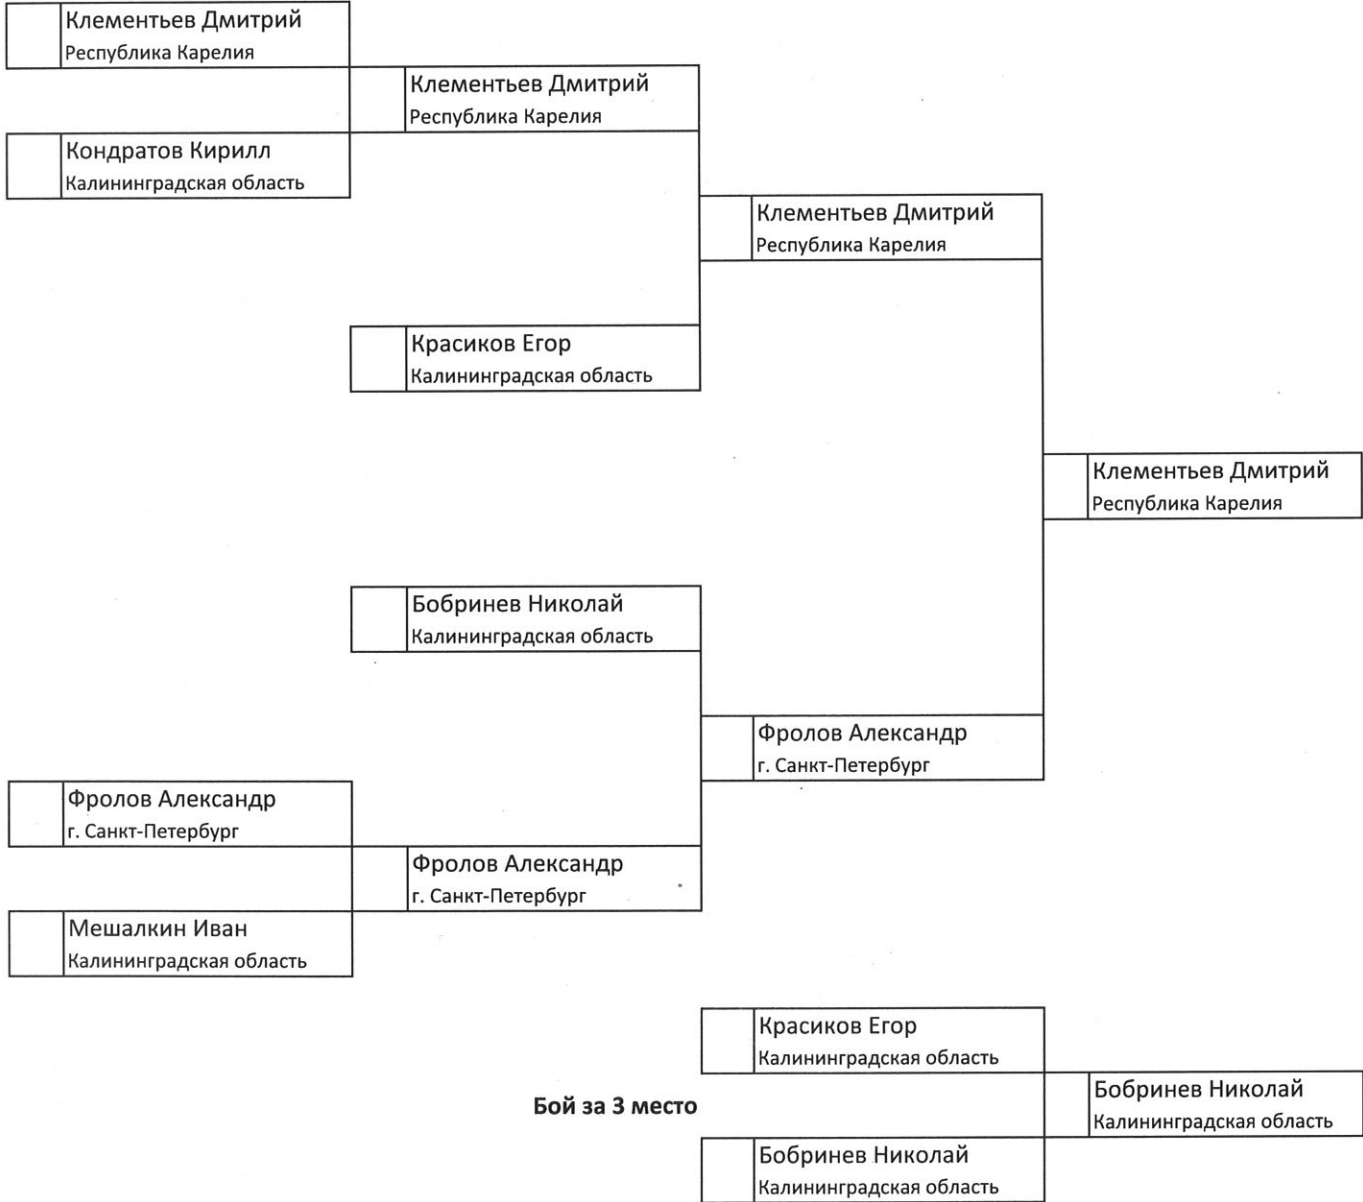 Клементьев Дмитрий
Республика Карелия
Клементьев Дмитрий
Республика Карелия
Кондратов Кирилл
Калининградская область
Клементьев Дмитрий
Республика Карелия
Красиков Егор
Калининградская область
Клементьев Дмитрий
Республика Карелия
Бобринев Николай
Калининградская область
Фролов Александр
г. Санкт-Петербург
Фролов Александр
г. Санкт-Петербург
Фролов Александр
г. Санкт-Петербург
Мешалкин Иван
Калининградская область
Красиков Егор
Калининградская область
Бой за 3 место
Бобринев Николай
Калининградская область
Бобринев Николай
Калининградская область